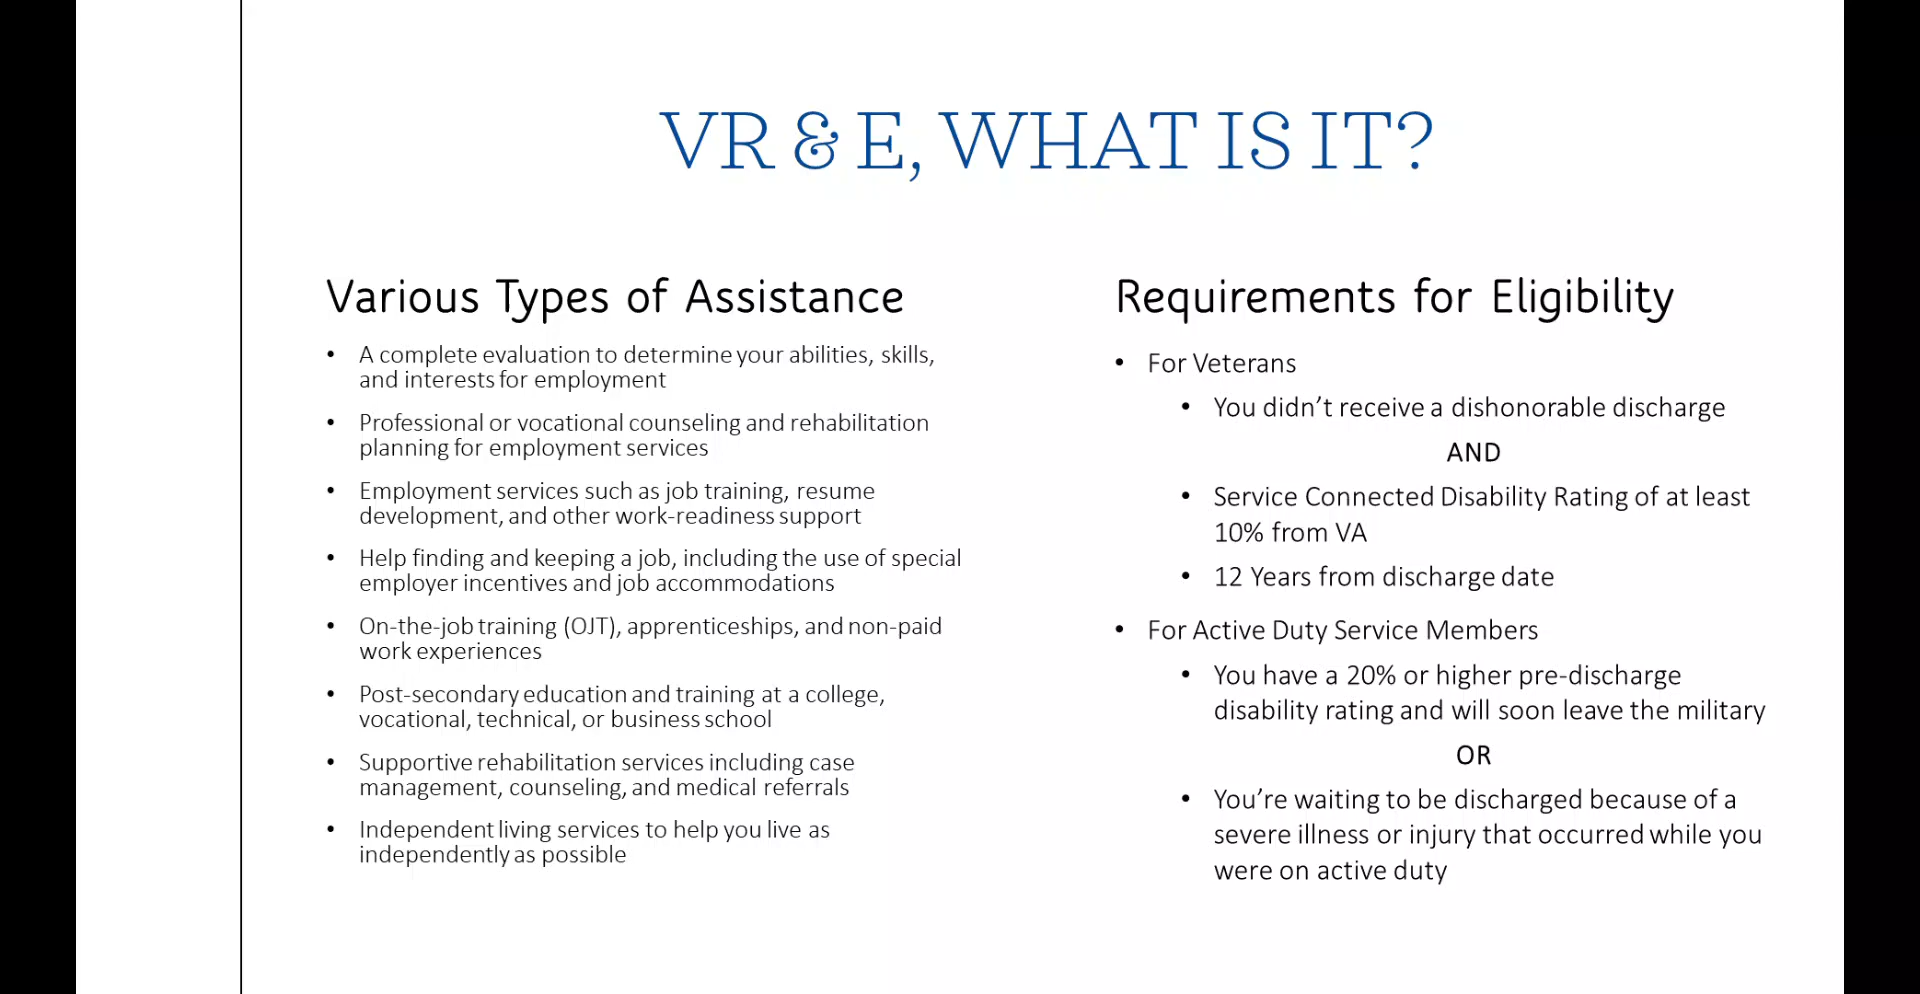 VR & E, WHAT IS IT?
Various Types of Assistance
• A complete evaluation to determine your abilities, skills,
and interests for employment
• Professional or vocational counseling and rehabilitation
planning for employment services
• Employment services such as job training, resume
development, and other work-readiness support
• Help finding and keeping a job, including the use of special
employer incentives and job accommodations
• On-the-job training (OJT), apprenticeships, and non-paid
work experiences
• Post-secondary education and training at a college,
vocational, technical, or business school
• Supportive rehabilitation services including case
management, counseling, and medical referrals
• Independent living services to help you live as
independently as possible
Requirements for Eligibility
• For Veterans
• You didn't receive a dishonorable discharge
AND
• Service Connected Disability Rating of at least
10% from VA
• 12 Years from discharge date
• For Active Duty Service Members
• You have a 20% or higher pre-discharge
disability rating and will soon leave the military
OR
• You're waiting to be discharged because of a
severe illness or injury that occurred while you
were on active duty